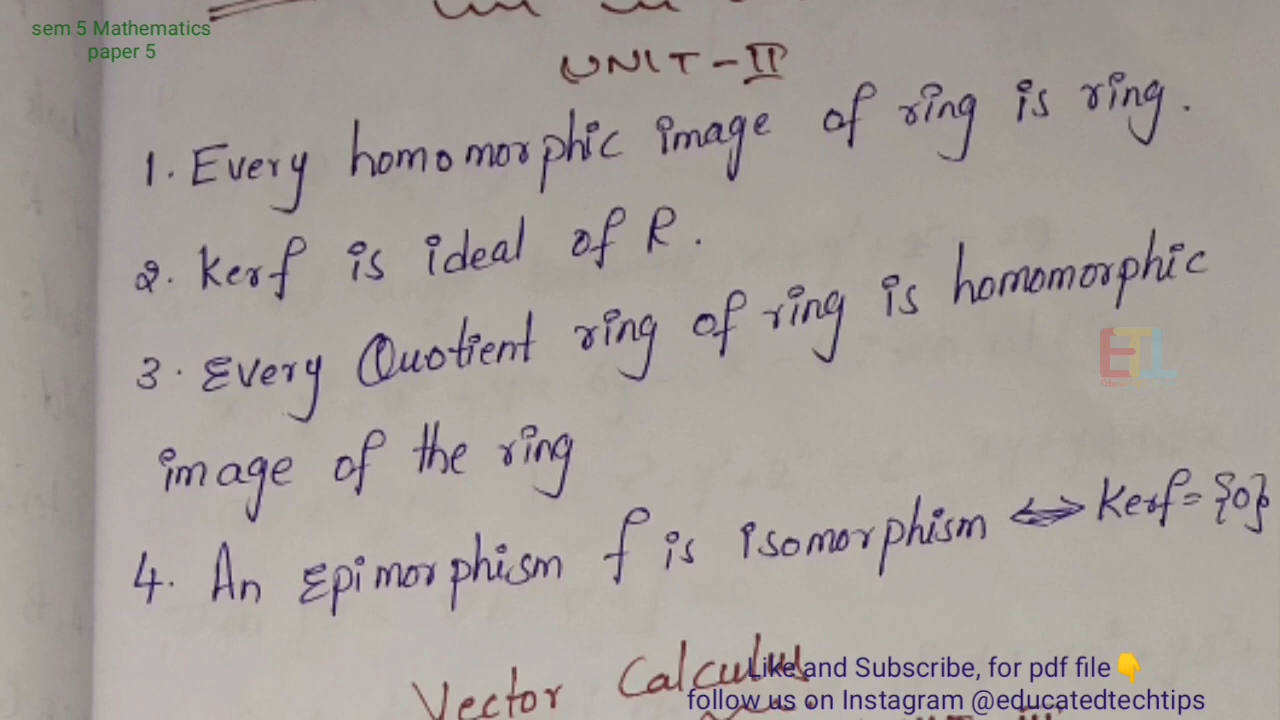 sem 5 Mathematics
paper 5
UNIT-II
1. Every homomorphic image of ring is ring.
2. Kerf is ideal of R.
3. Every Quotient ring of ring is homomorphic
image of the ring
4. An Epimorphism f is isomorphism ⇔ Kerf = {0}
Vector Calculus
Like and Subscribe, for pdf file👇
follow us on Instagram @educatedtechtips